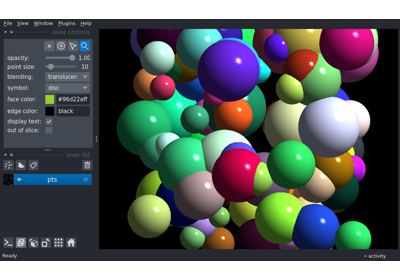 File View Window Plugins Help
layer controls
opacity: 1.00
point size: 10
blending: translucen
symbol: disc
face color: #96d22aff
edge color: black
display text:
out of slice:
layer list
pts
Ready
activity